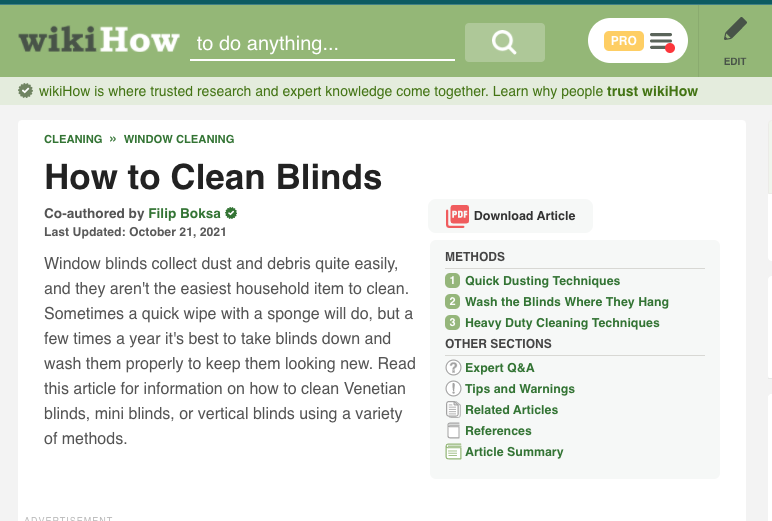 wikiHow to do anything...
PRO
EDIT
wikiHow is where trusted research and expert knowledge come together. Learn why people trust wikiHow
CLEANING » WINDOW CLEANING
How to Clean Blinds
Co-authored by Filip Boksa
Last Updated: October 21, 2021
Window blinds collect dust and debris quite easily,
and they aren't the easiest household item to clean.
Sometimes a quick wipe with a sponge will do, but a
few times a year it's best to take blinds down and
wash them properly to keep them looking new. Read
this article for information on how to clean Venetian
blinds, mini blinds, or vertical blinds using a variety
of methods.
PDF Download Article
METHODS
1 Quick Dusting Techniques
2 Wash the Blinds Where They Hang
3 Heavy Duty Cleaning Techniques
OTHER SECTIONS
? Expert Q&A
! Tips and Warnings
Related Articles
References
Article Summary
ADVERTISEMENT